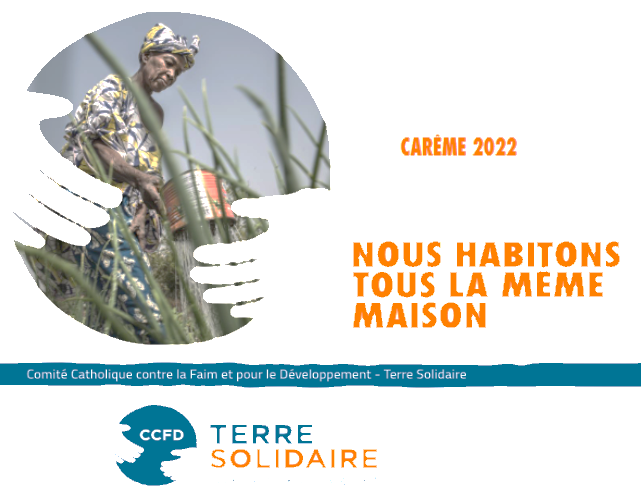 CARÊME 2022
NOUS HABITONS
TOUS LA MÊME
MAISON
Comité Catholique contre la Faim et pour le Développement - Terre Solidaire
CCFD
TERRE
SOLIDAIRE